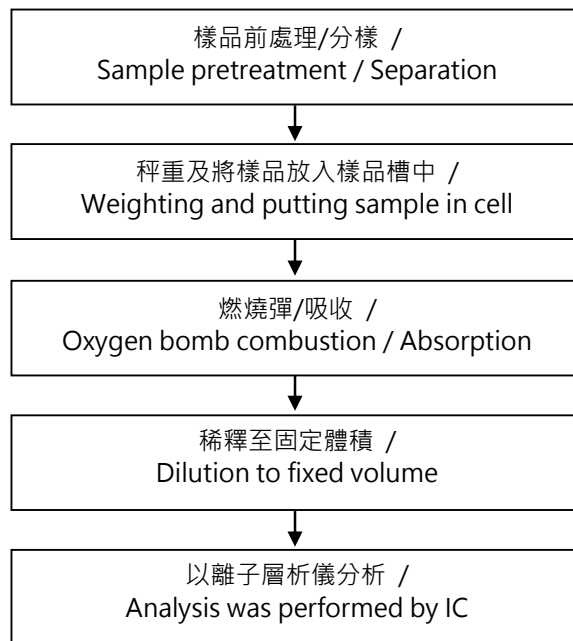 樣品前處理/分樣 /
Sample pretreatment / Separation
秤重及將樣品放入樣品槽中 /
Weighting and putting sample in cell
燃燒彈/吸收 /
Oxygen bomb combustion / Absorption
稀釋至固定體積 /
Dilution to fixed volume
以離子層析儀分析 /
Analysis was performed by IC